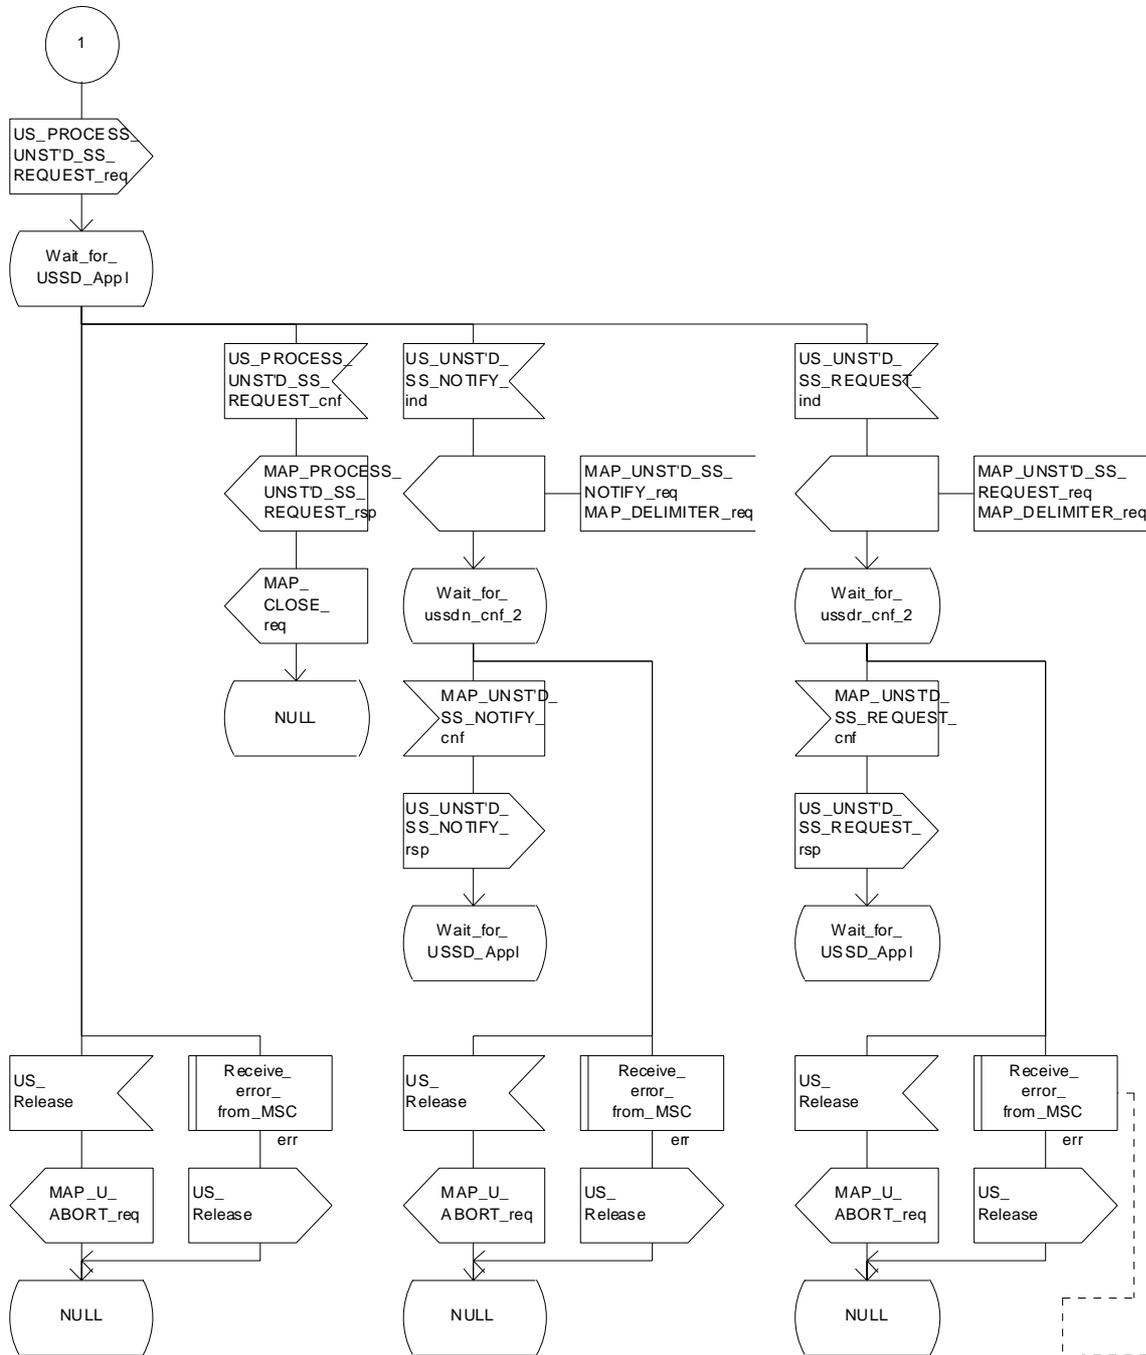 1
US_PROCESS_
UNST'D_SS_
REQUEST_req
Wait_for_
USSD_Appl
US_PROCESS_
UNST'D_SS_
REQUEST_cnf
US_UNST'D_
SS_NOTIFY_
ind
US_UNST'D_
SS_REQUEST_
ind
MAP_PROCESS_
UNST'D_SS_
REQUEST_rsp
MAP_UNST'D_SS_
NOTIFY_req
MAP_DELIMITER_req
MAP_UNST'D_SS_
REQUEST_req
MAP_DELIMITER_req
MAP_
CLOSE_
req
Wait_for_
ussdn_cnf_2
Wait_for_
ussdr_cnf_2
NULL
MAP_UNST'D_
SS_NOTIFY_
cnf
MAP_UNST'D_
SS_REQUEST_
cnf
US_UNST'D_
SS_NOTIFY_
rsp
US_UNST'D_
SS_REQUEST_
rsp
Wait_for_
USSD_Appl
Wait_for_
USSD_Appl
US_
Release
Receive_
error_
from_MSC
err
US_
Release
Receive_
error_
from_MSC
err
US_
Release
Receive_
error_
from_MSC
err
MAP_U_
ABORT_req
US_
Release
MAP_U_
ABORT_req
US_
Release
MAP_U_
ABORT_req
US_
Release
NULL
NULL
NULL